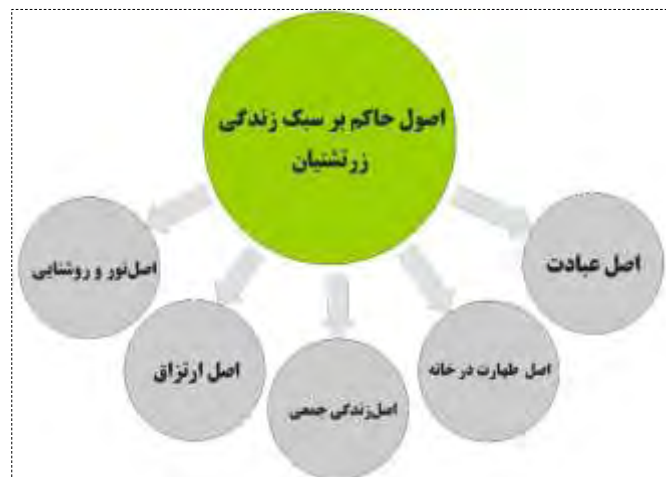 اصول حاکم بر سبک زندگی
زرتشتیان
اصل عبادت
اصل طهارت در خانه
اصل‌زندگی جمعی
اصل ارتزاق
اصل‌نور و روشنایی